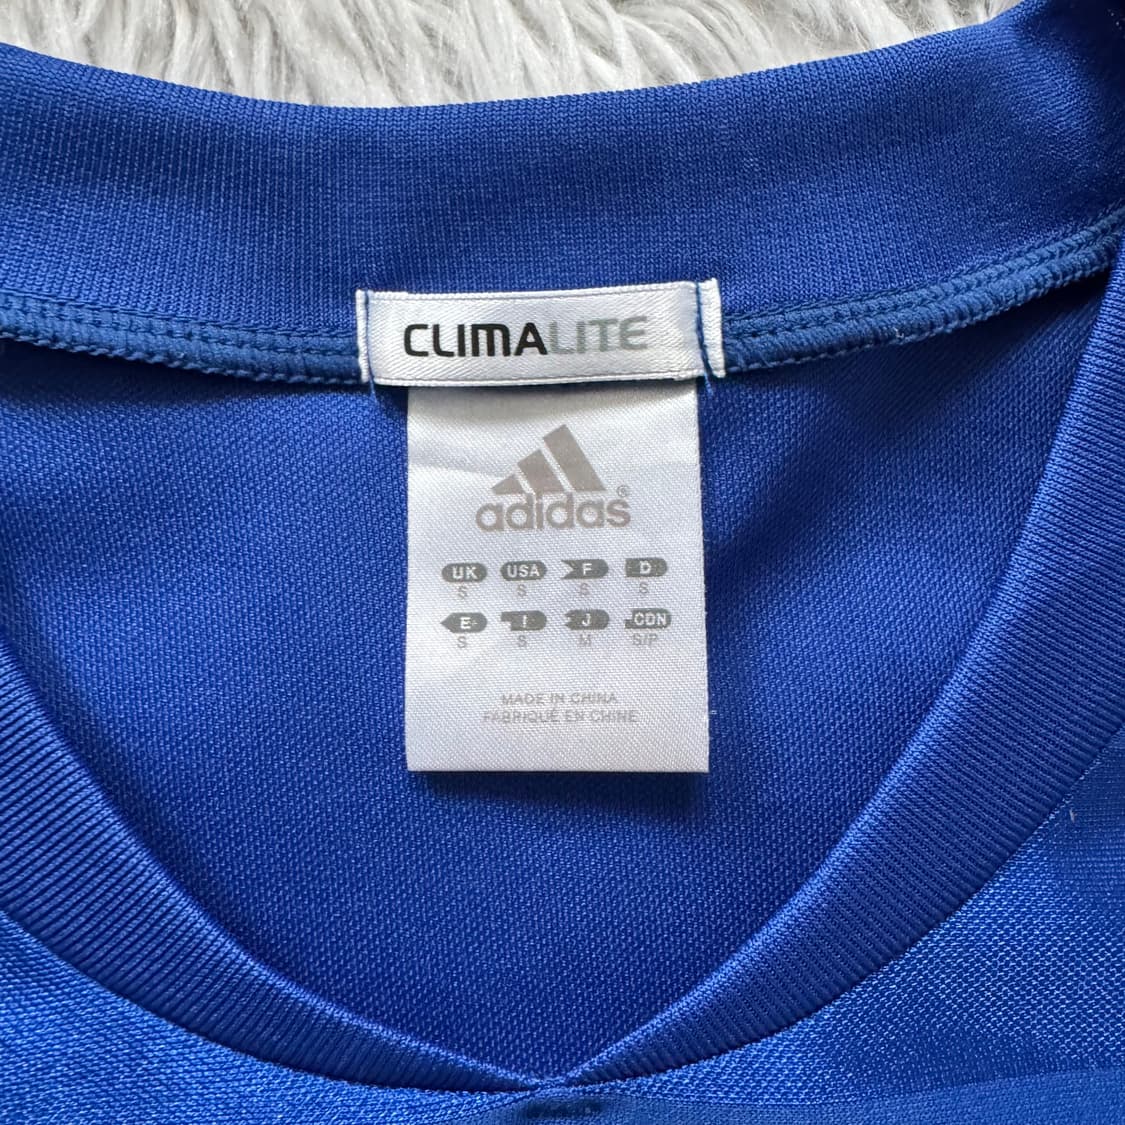 CLIMALITE
adidas®
UK USA F D
S S S S
E I J CDN
S S M S/P
MADE IN CHINA
FABRIQUÉ EN CHINE